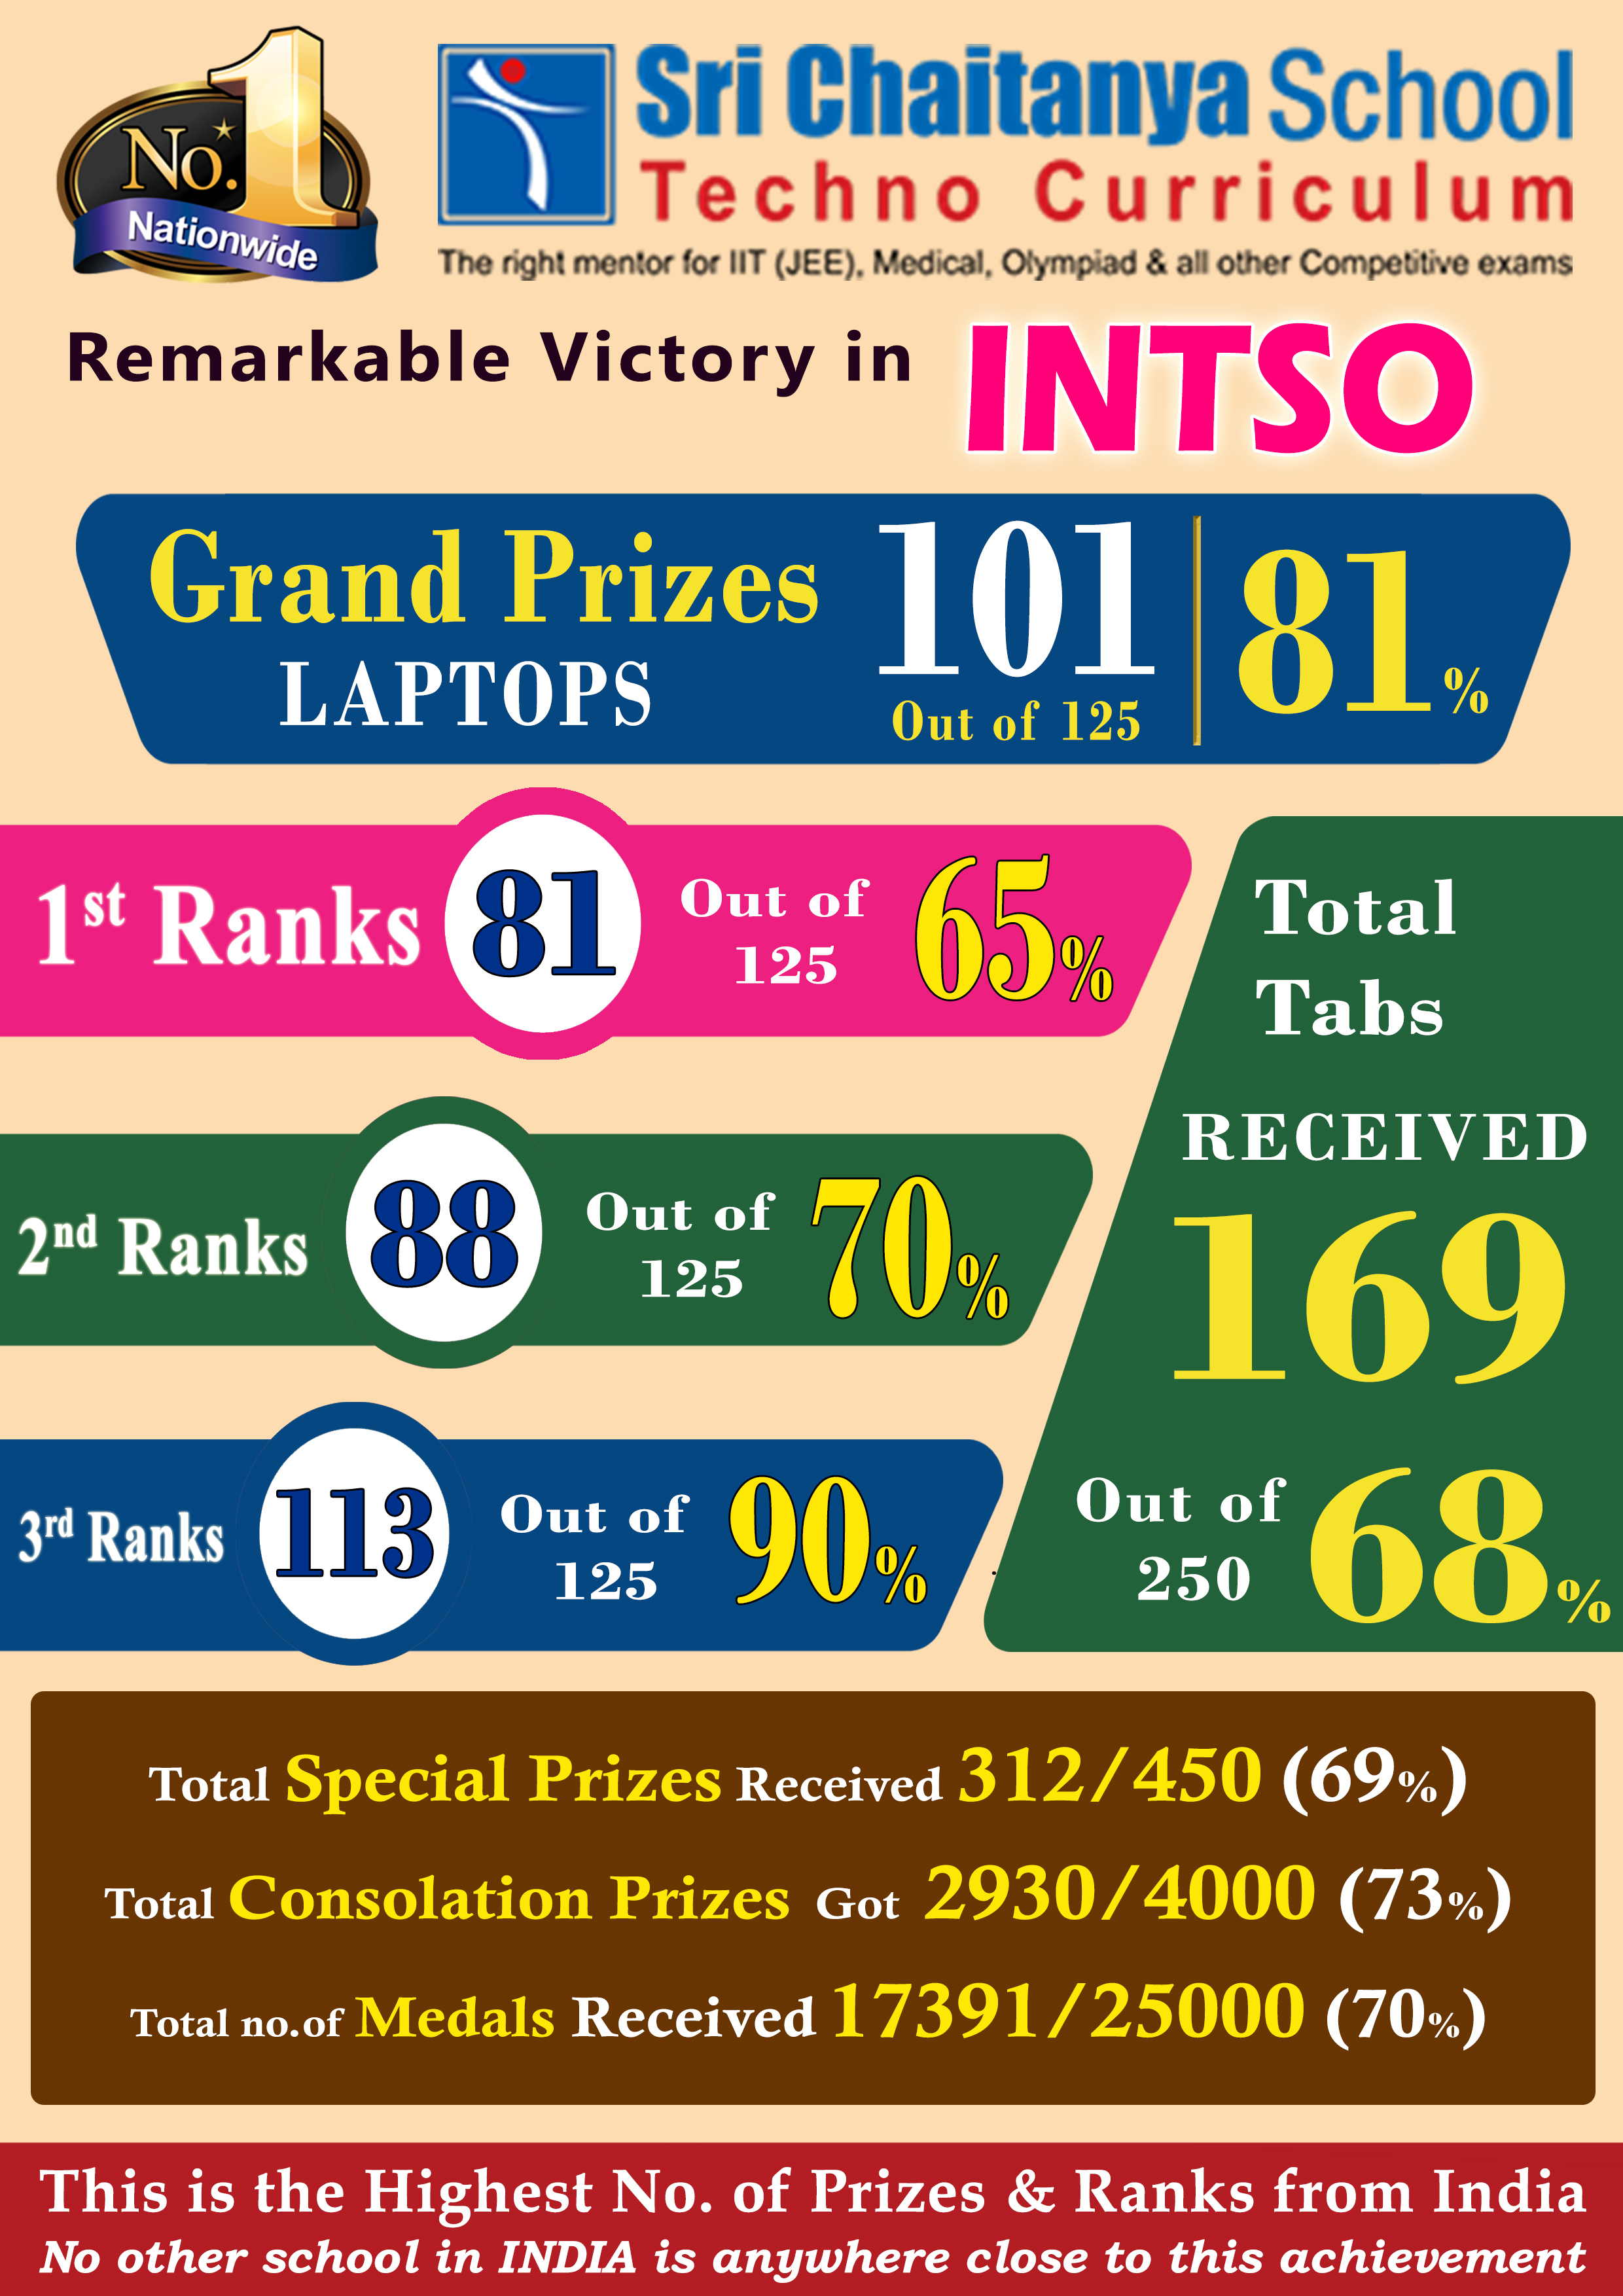 No. 1
Nationwide
Sri Chaitanya School
Techno Curriculum
The right mentor for IIT (JEE), Medical, Olympiad & all other Competitive exams
Remarkable Victory in INTSO
Grand Prizes
LAPTOPS
101
Out of 125
81%
1st Ranks 81 Out of 125 65%
2nd Ranks 88 Out of 125 70%
3rd Ranks 113 Out of 125 90%
Total
Tabs
RECEIVED
169
Out of
250
68%
Total Special Prizes Received 312/450 (69%)
Total Consolation Prizes Got 2930/4000 (73%)
Total no.of Medals Received 17391/25000 (70%)
This is the Highest No. of Prizes & Ranks from India
No other school in INDIA is anywhere close to this achievement